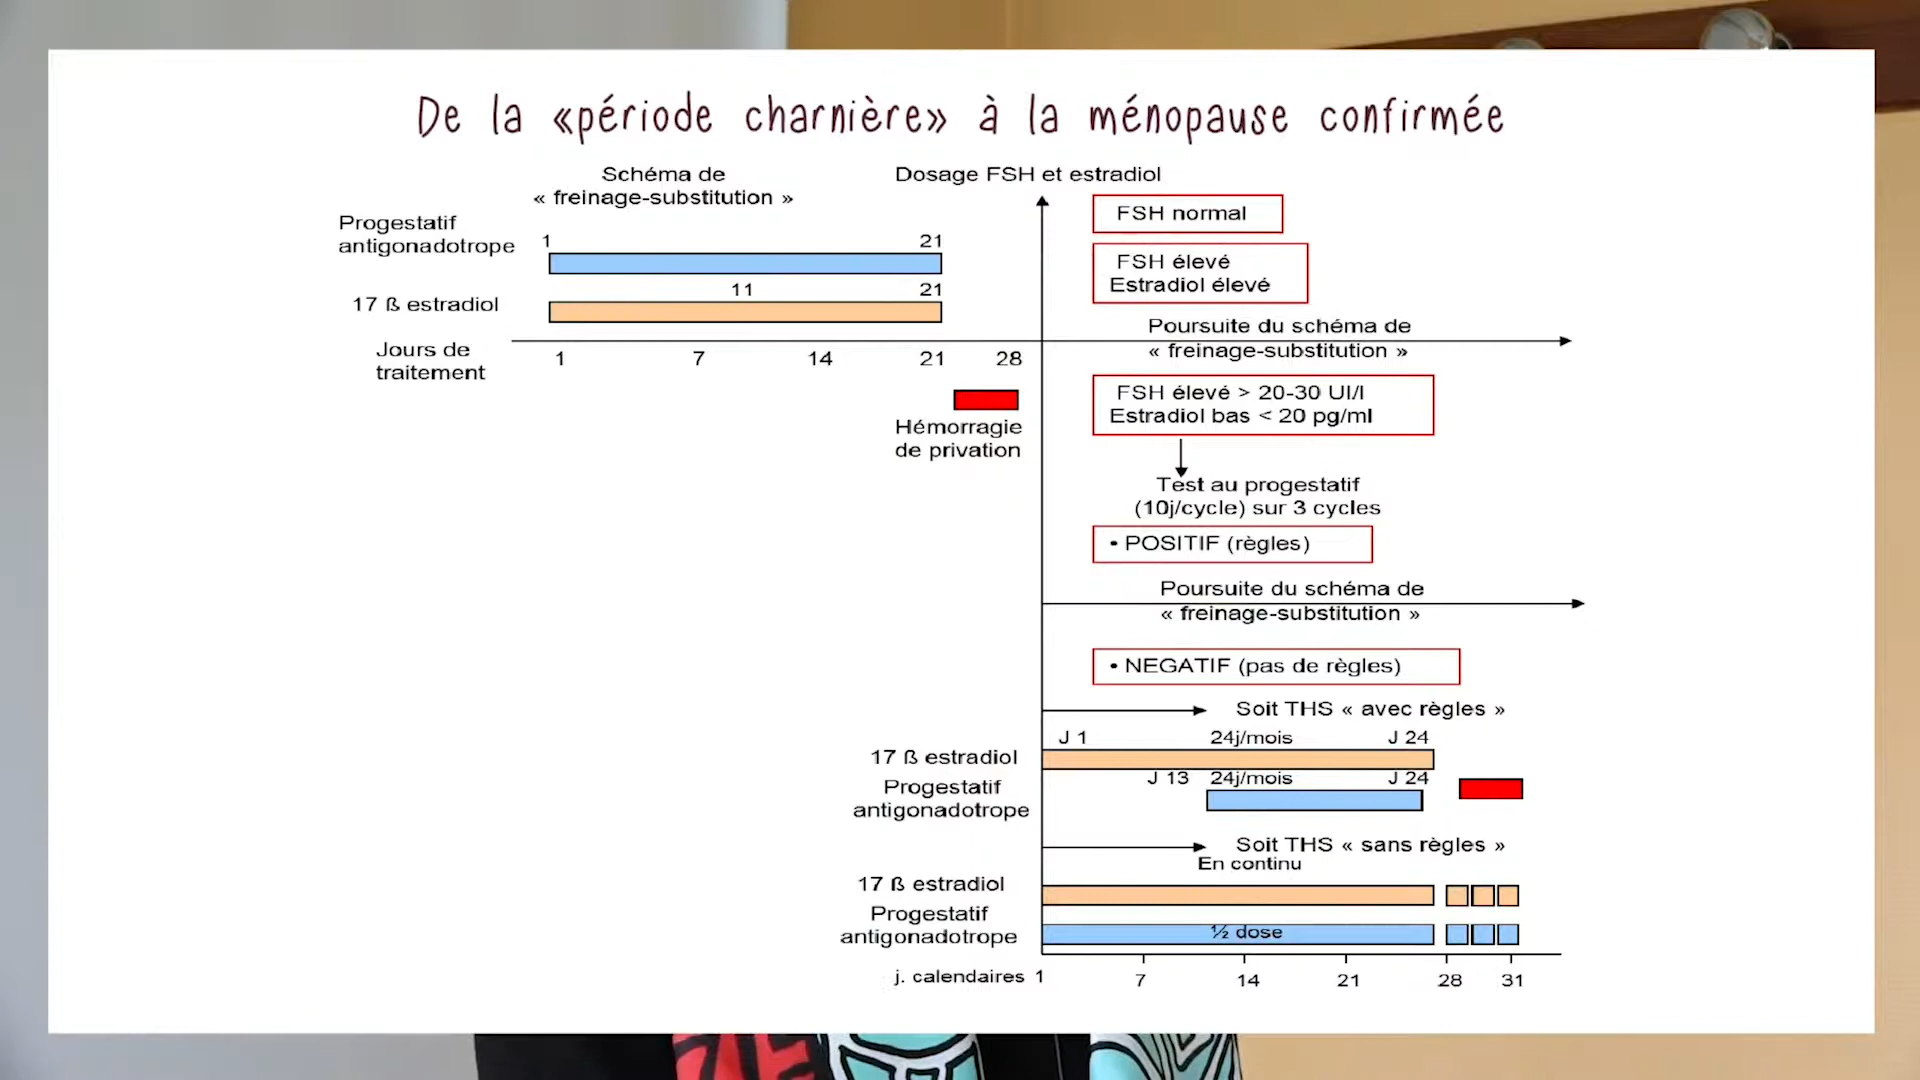 De la «période charnière» à la ménopause confirmée
Schéma de
« freinage-substitution »
Progestatif
antigonadotrope
1
21
17 ß estradiol
11
21
Jours de
traitement
1
7
14
21
28
Hémorragie
de privation
Dosage FSH et estradiol
FSH normal
FSH élevé
Estradiol élevé
Poursuite du schéma de
« freinage-substitution »
FSH élevé > 20-30 UI/l
Estradiol bas < 20 pg/ml
Test au progestatif
(10j/cycle) sur 3 cycles
• POSITIF (règles)
Poursuite du schéma de
« freinage-substitution »
• NEGATIF (pas de règles)
Soit THS « avec règles »
J 1
24j/mois
J 24
17 ß estradiol
J 13
24j/mois
J 24
Progestatif
antigonadotrope
Soit THS « sans règles »
En continu
17 ß estradiol
Progestatif
antigonadotrope
½ dose
j. calendaires
1
7
14
21
28
31